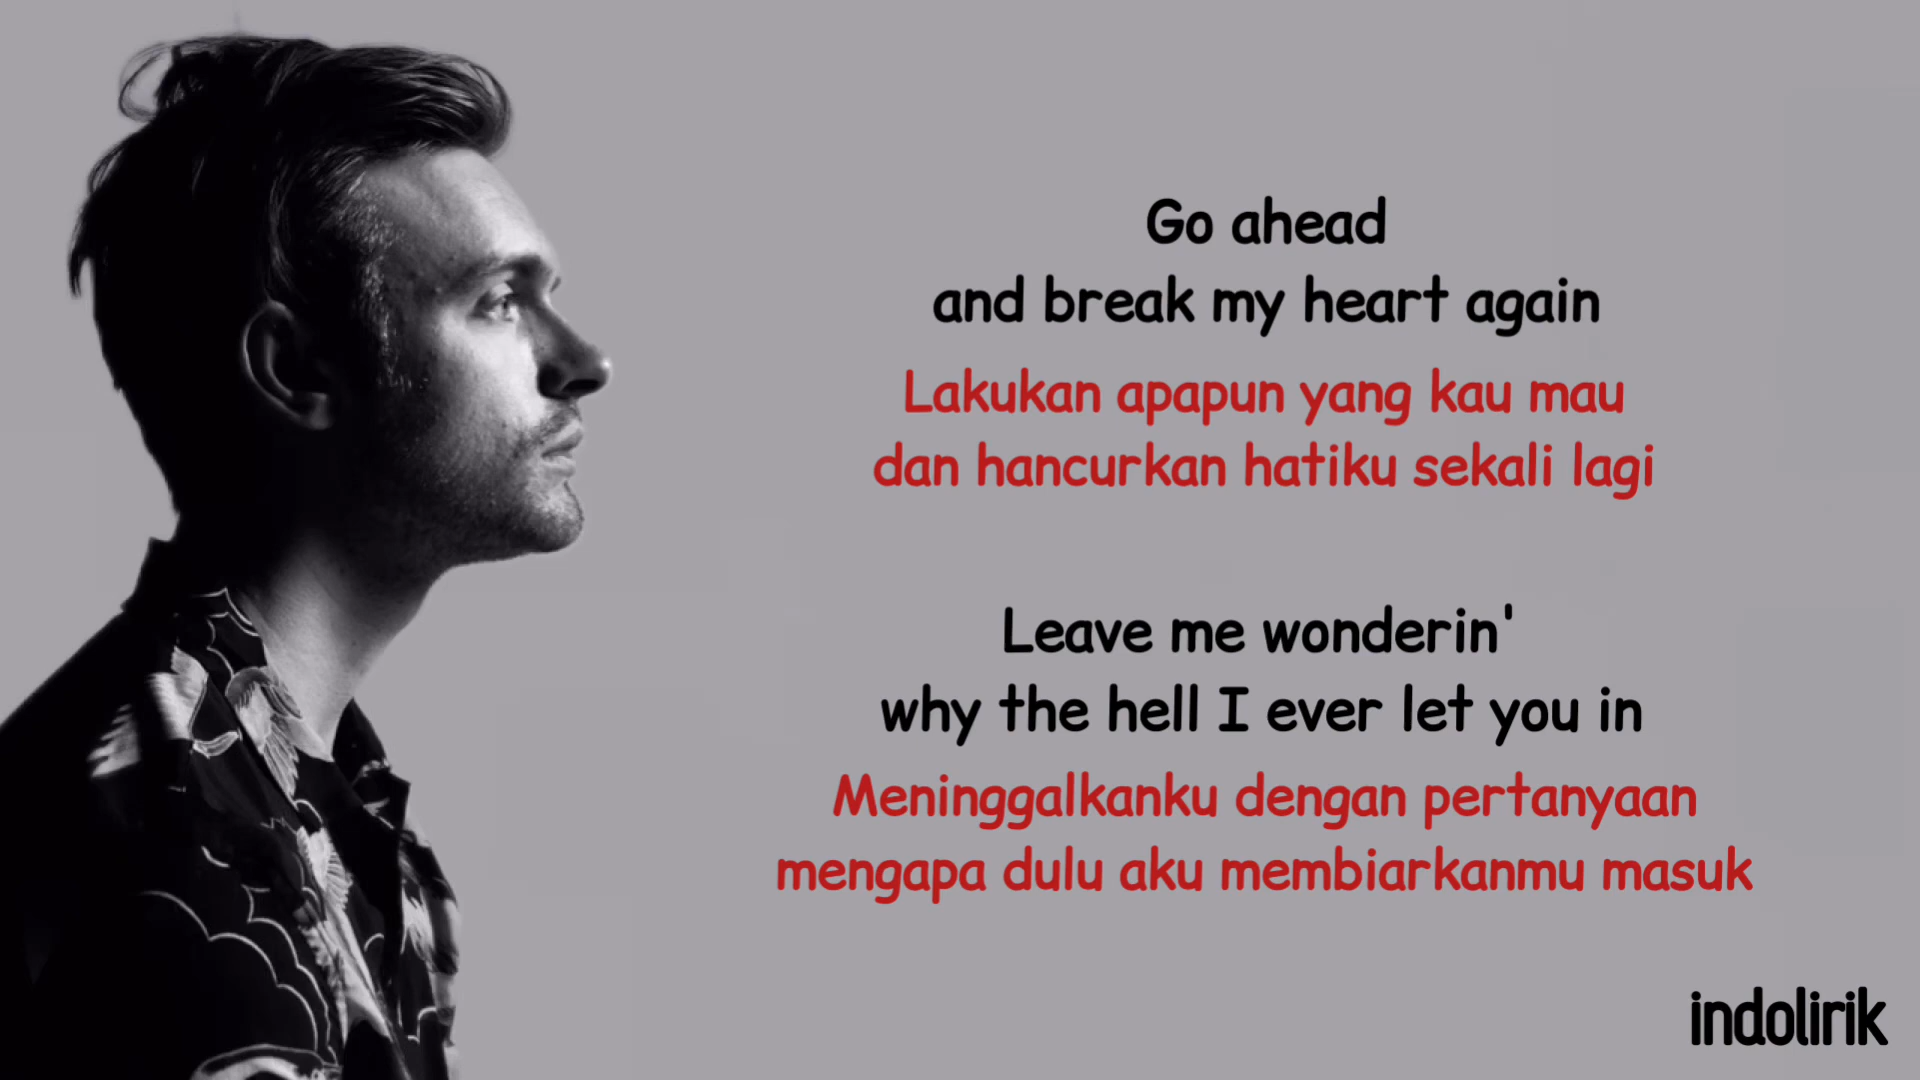 Go ahead
and break my heart again
Lakukan apapun yang kau mau
dan hancurkan hatiku sekali lagi
Leave me wonderin'
why the hell I ever let you in
Meninggalkanku dengan pertanyaan
mengapa dulu aku membiarkanmu masuk
indolirik